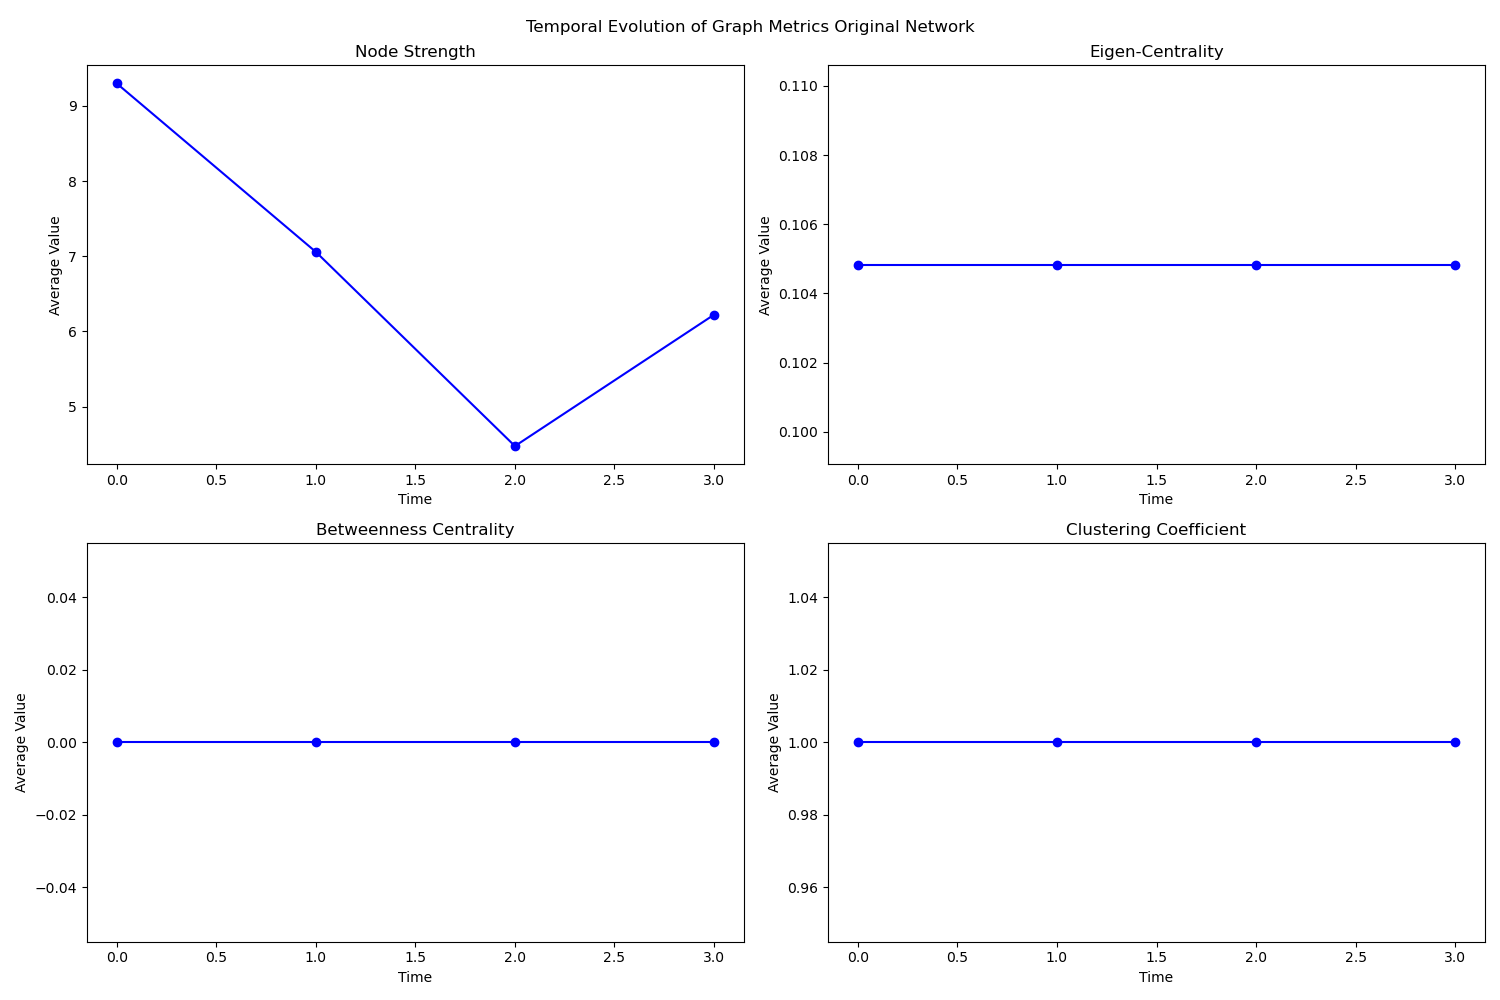 Temporal Evolution of Graph Metrics Original Network
Node Strength
Average Value
9
8
7
6
5
0.0 0.5 1.0 1.5 2.0 2.5 3.0
Time
Eigen-Centrality
Average Value
0.110
0.108
0.106
0.104
0.102
0.100
0.0 0.5 1.0 1.5 2.0 2.5 3.0
Time
Betweenness Centrality
Average Value
0.04
0.02
0.00
−0.02
−0.04
0.0 0.5 1.0 1.5 2.0 2.5 3.0
Time
Clustering Coefficient
Average Value
1.04
1.02
1.00
0.98
0.96
0.0 0.5 1.0 1.5 2.0 2.5 3.0
Time